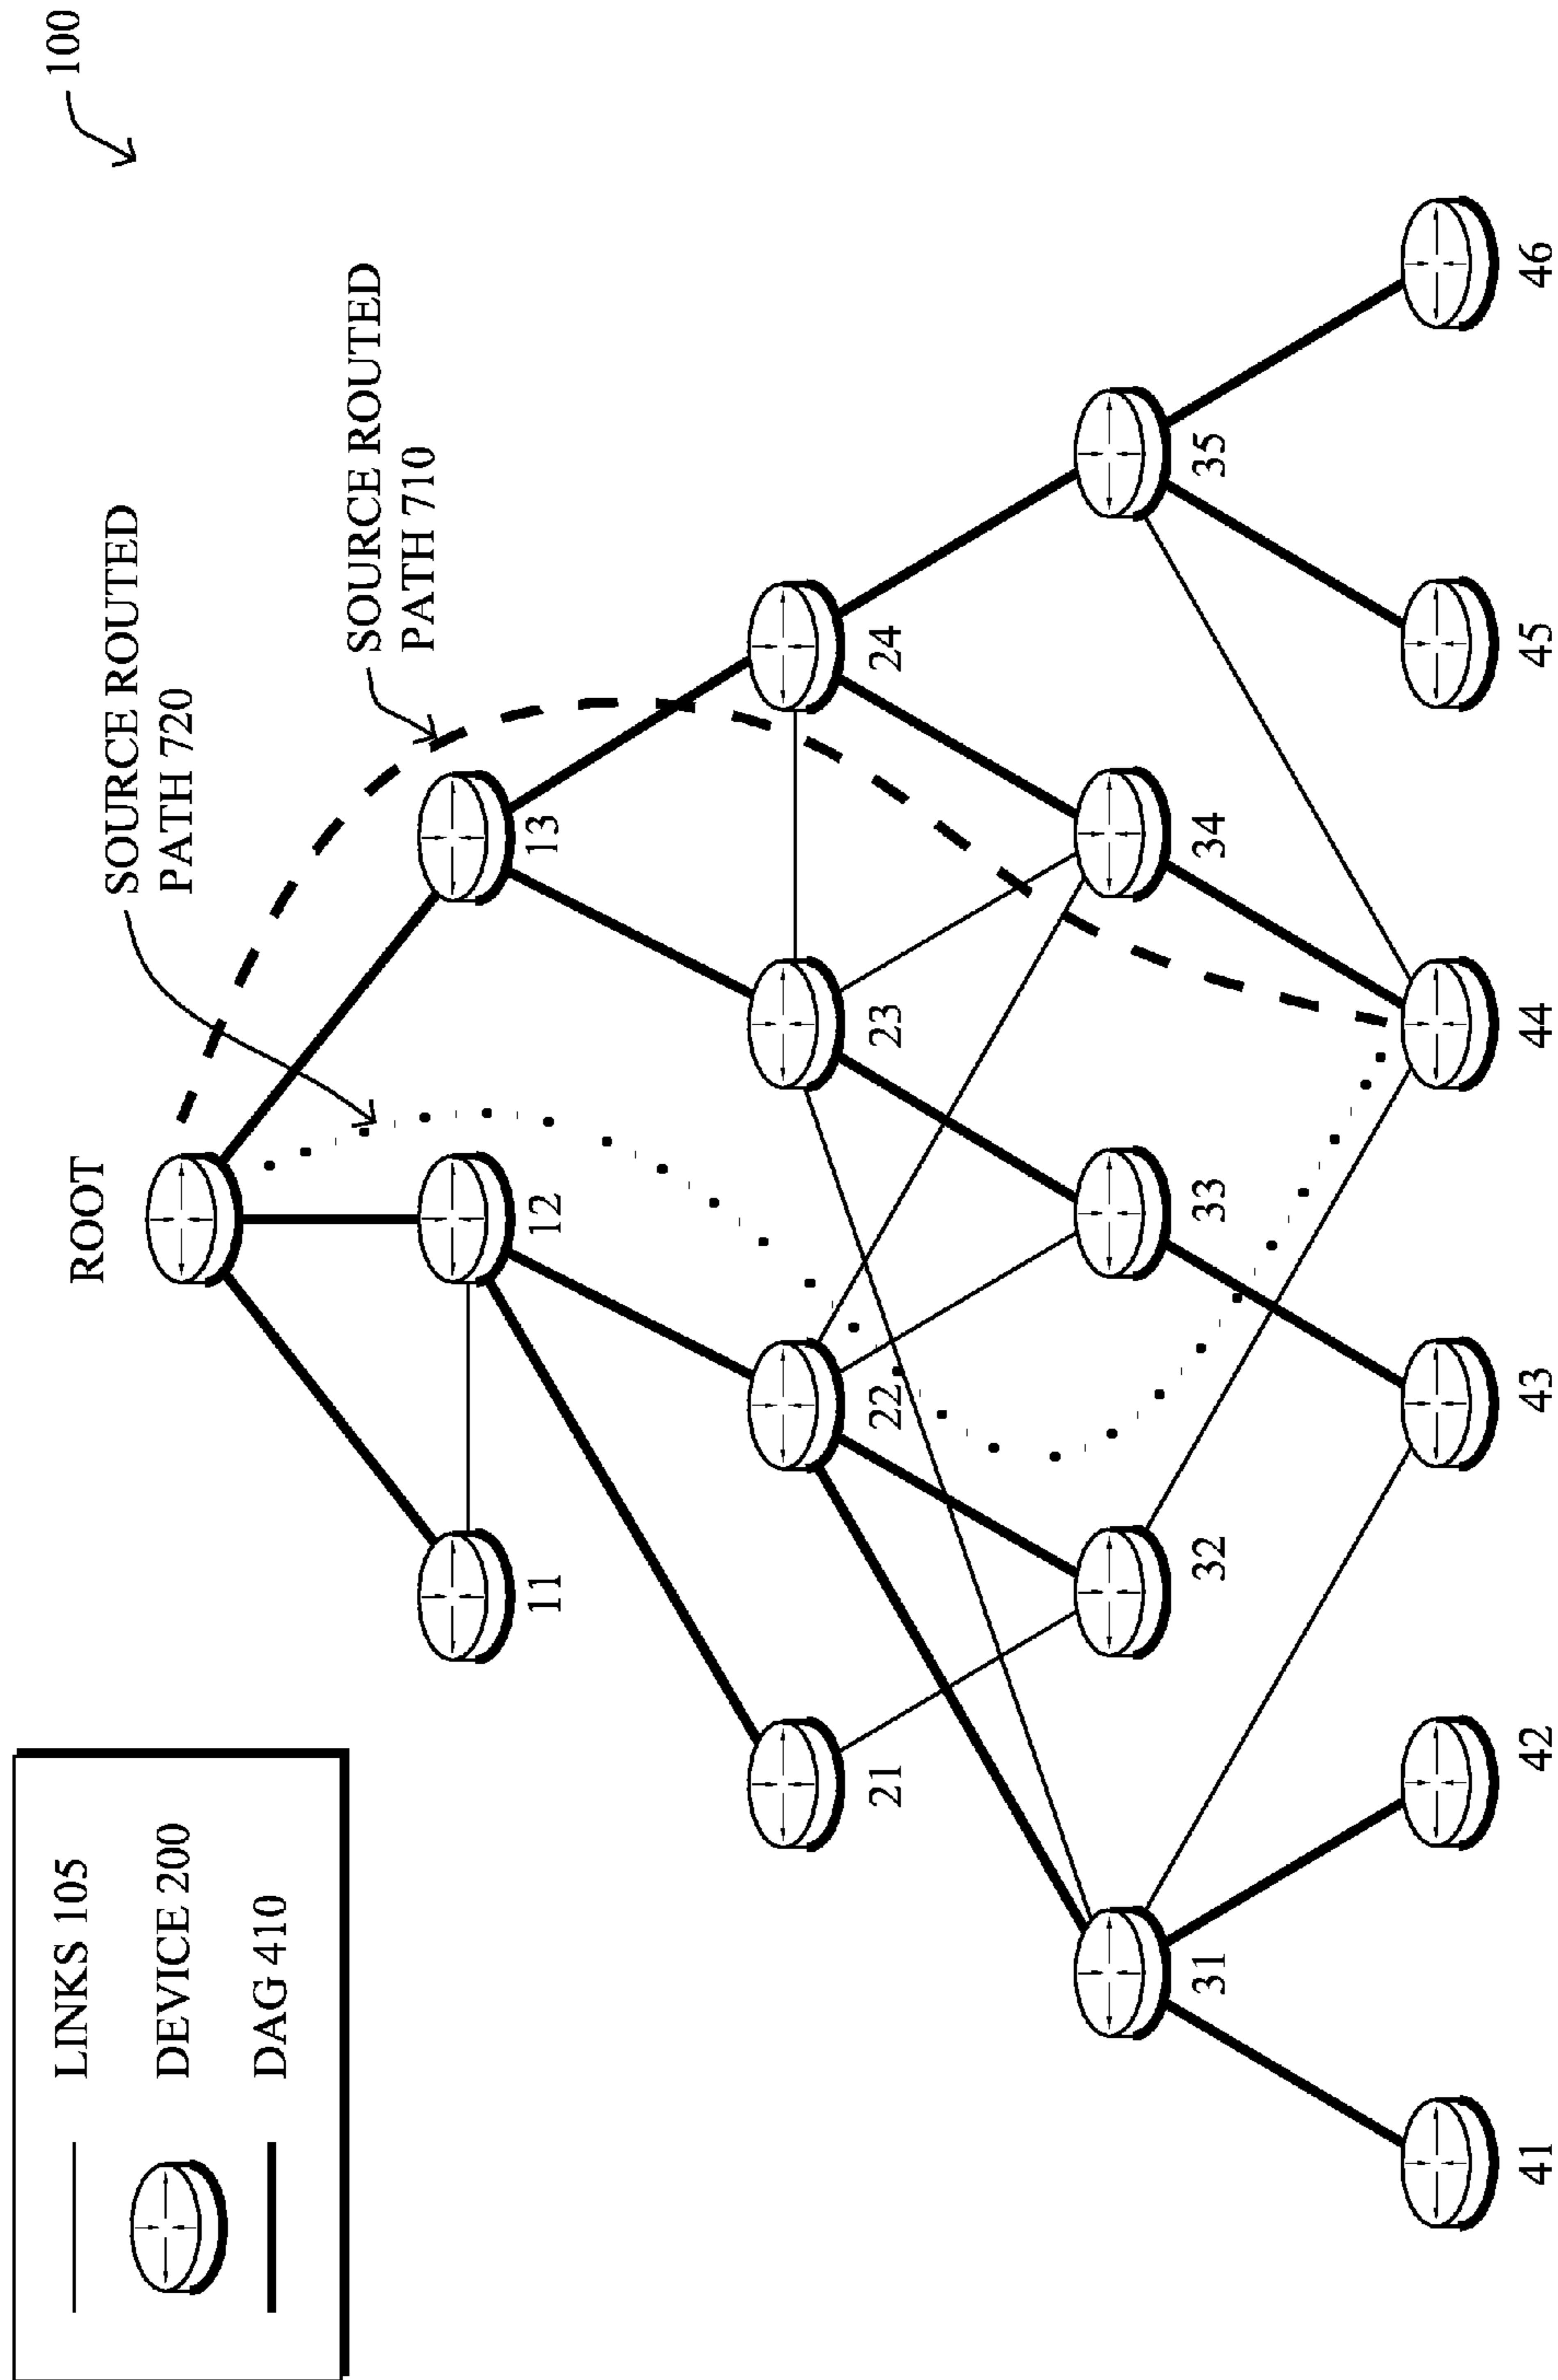 LINKS 105
DEVICE 200
DAG 410
100
ROOT
SOURCE ROUTED
PATH 720
SOURCE ROUTED
PATH 710
11
12
13
21
22
23
24
31
32
33
34
35
41
42
43
44
45
46